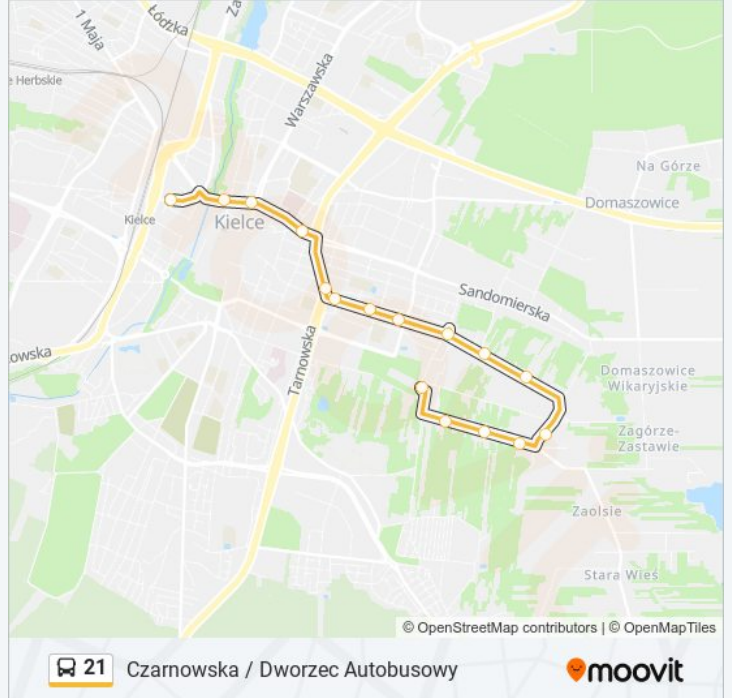 Łódzka
Za
1 Maja
e Herbskie
Warszawska
Na Górze
Domaszowice
Kielce
Kielce
Sandomierska
owska
Tarnowska
Domaszowice
Wikaryjskie
Zagórze-
Zastawie
Zaolsie
Stara Wieś
© OpenStreetMap contributors | © OpenMapTiles
21 Czarnowska / Dworzec Autobusowy
moovit